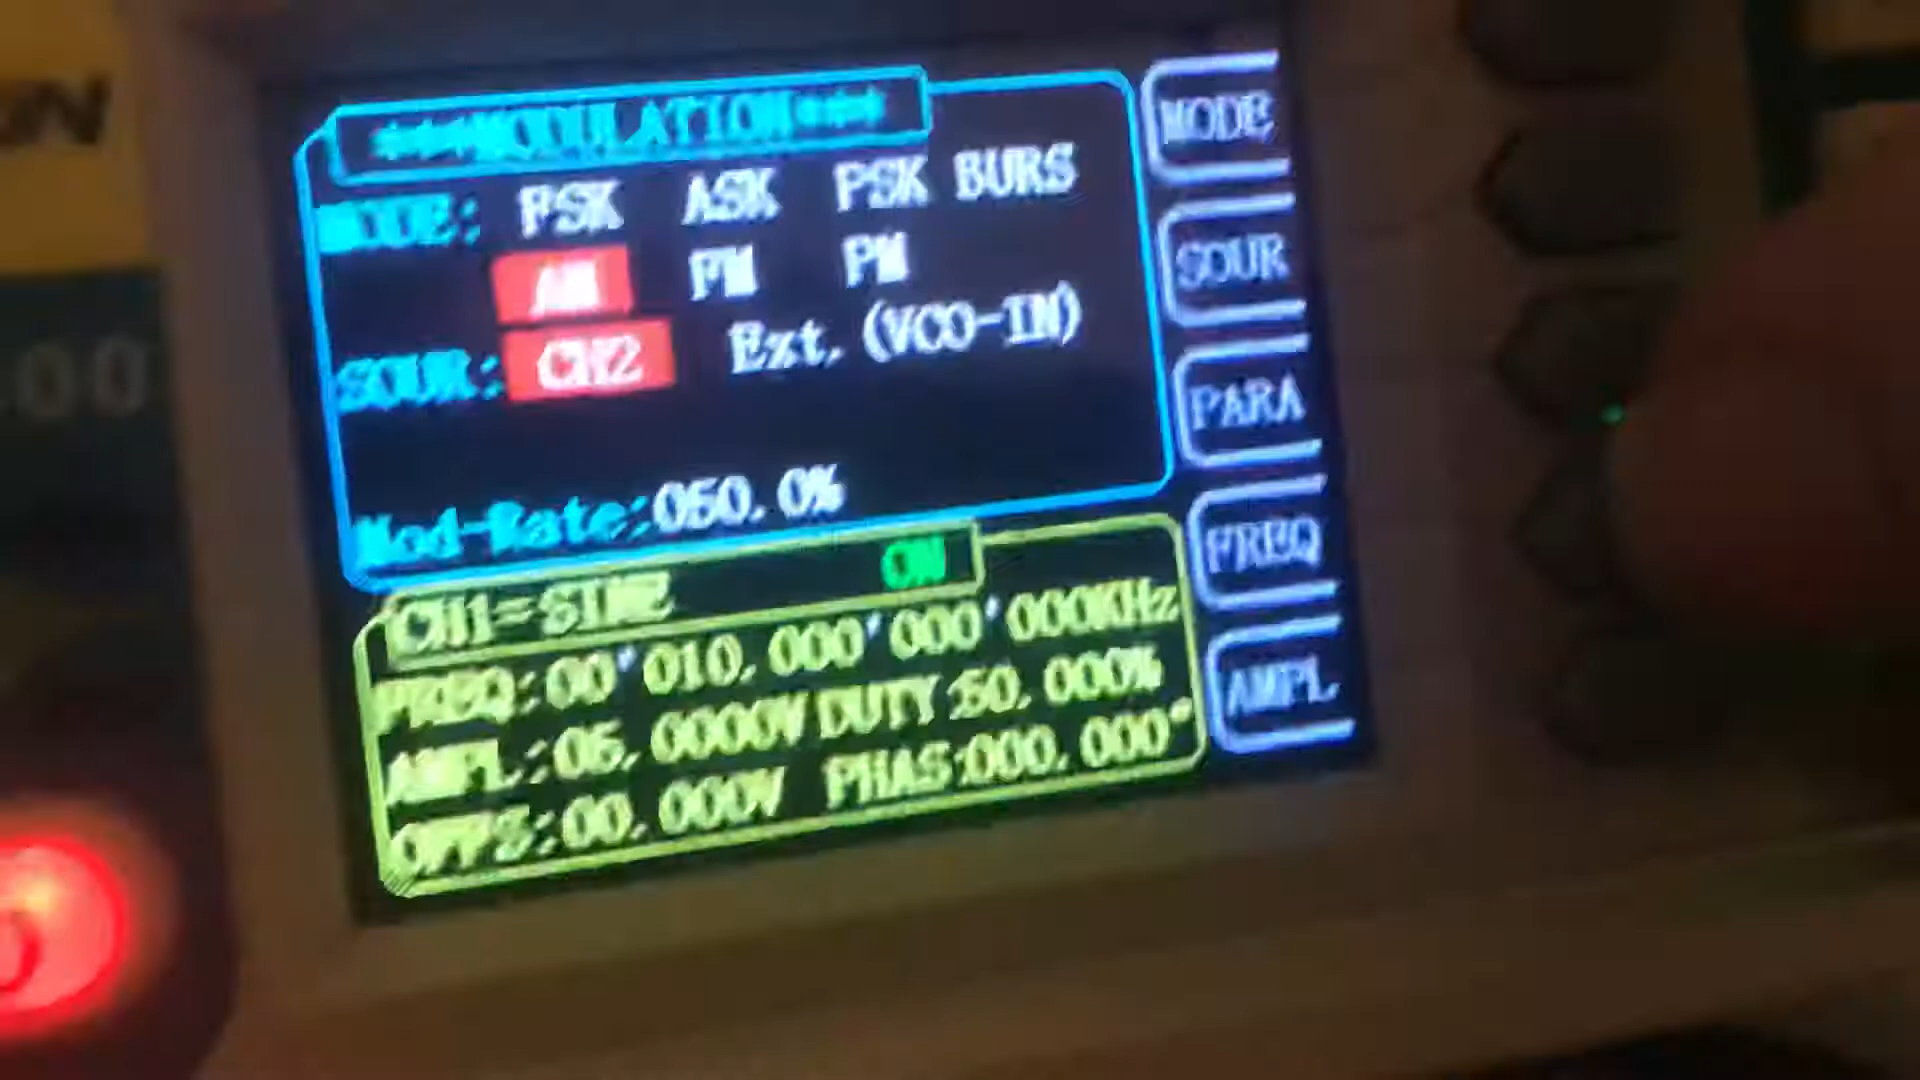 ***MODULATION***
MODE: FSK ASK PSK BURS
AM FM PM
SOUR: CH2 Ext. (VCO-IN)
Mod-Rate:050.0%
CH1=SINE ON
FREQ:00'010.000'000'000KHz
AMPL:05.0000V DUTY:50.000%
OFFS:00.000V PHAS:000.000°
MODE
SOUR
PARA
FREQ
AMPL
00